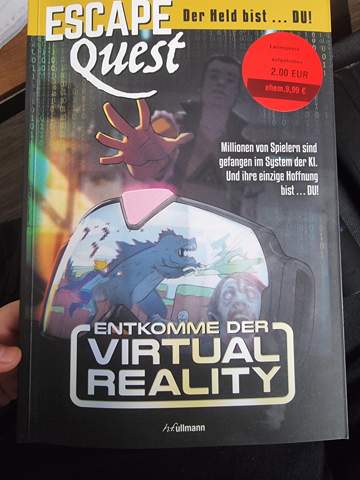 ESCAPE
Quest
Der Held bist ... DU!
2.00 EUR
ehem.9,99 €
Millionen von Spielern sind
gefangen im System der KI.
Und ihre einzige Hoffnung
bist ... DU!
ENTKOMME DER
VIRTUAL
REALITY
h.f.ullmann